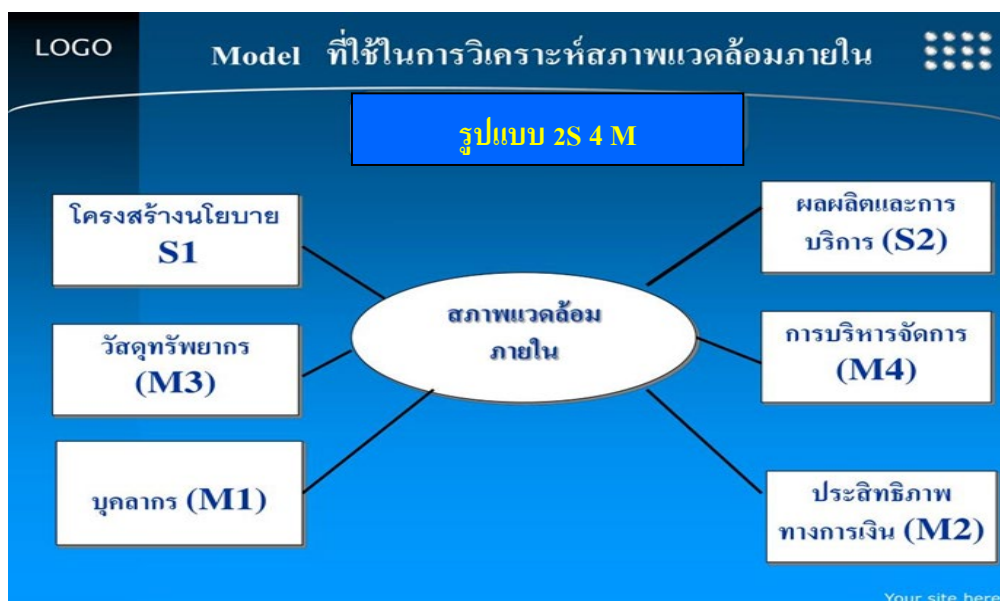 LOGO
Model ที่ใช้ในการวิเคราะห์สภาพแวดล้อมภายใน
รูปแบบ 2S 4 M
โครงสร้างนโยบาย
S1
ผลผลิตและการ
บริการ (S2)
สภาพแวดล้อม
ภายใน
วัสดุทรัพยากร
(M3)
การบริหารจัดการ
(M4)
บุคลากร (M1)
ประสิทธิภาพ
ทางการเงิน (M2)
Your site here